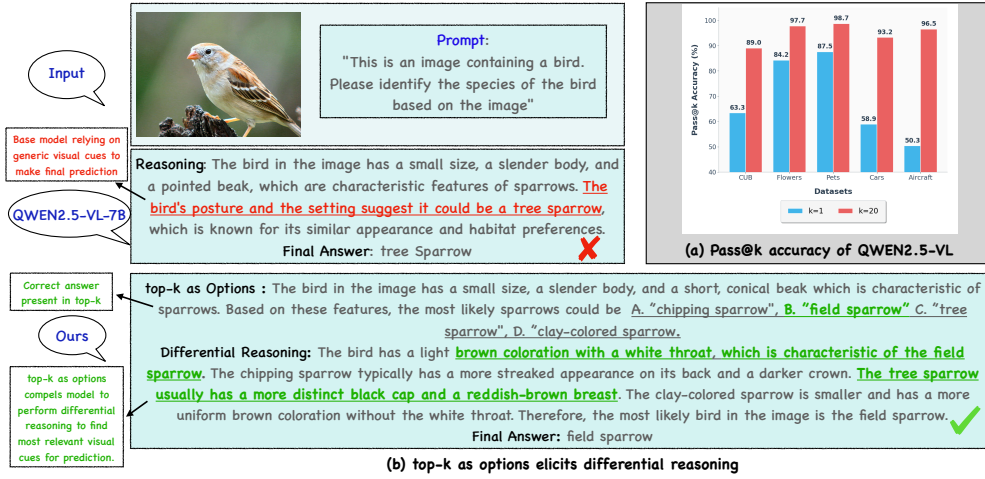 Input
Prompt:
"This is an image containing a bird.
Please identify the species of the bird
based on the image"
Base model relying on
generic visual cues to
make final prediction
QWEN2.5-VL-7B
Reasoning: The bird in the image has a small size, a slender body, and
a pointed beak, which are characteristic features of sparrows. The
bird's posture and the setting suggest it could be a tree sparrow,
which is known for its similar appearance and habitat preferences.
Final Answer: tree Sparrow
Pass@k Accuracy (%)
100
90
80
70
60
50
40
63.3
89.0
84.2
97.7
87.5
98.7
58.9
93.2
50.3
96.5
CUB
Flowers
Pets
Cars
Aircraft
Datasets
k=1
k=20
(a) Pass@k accuracy of QWEN2.5-VL
Correct answer
present in top-k
Ours
top-k as options
compels model to
perform differential
reasoning to find
most relevant visual
cues for prediction.
top-k as Options : The bird in the image has a small size, a slender body, and a short, conical beak which is characteristic of
sparrows. Based on these features, the most likely sparrows could be A. "chipping sparrow", B. "field sparrow" C. "tree
sparrow", D. "clay-colored sparrow.
Differential Reasoning: The bird has a light brown coloration with a white throat, which is characteristic of the field
sparrow. The chipping sparrow typically has a more streaked appearance on its back and a darker crown. The tree sparrow
usually has a more distinct black cap and a reddish-brown breast. The clay-colored sparrow is smaller and has a more
uniform brown coloration without the white throat. Therefore, the most likely bird in the image is the field sparrow.
Final Answer: field sparrow
(b) top-k as options elicits differential reasoning